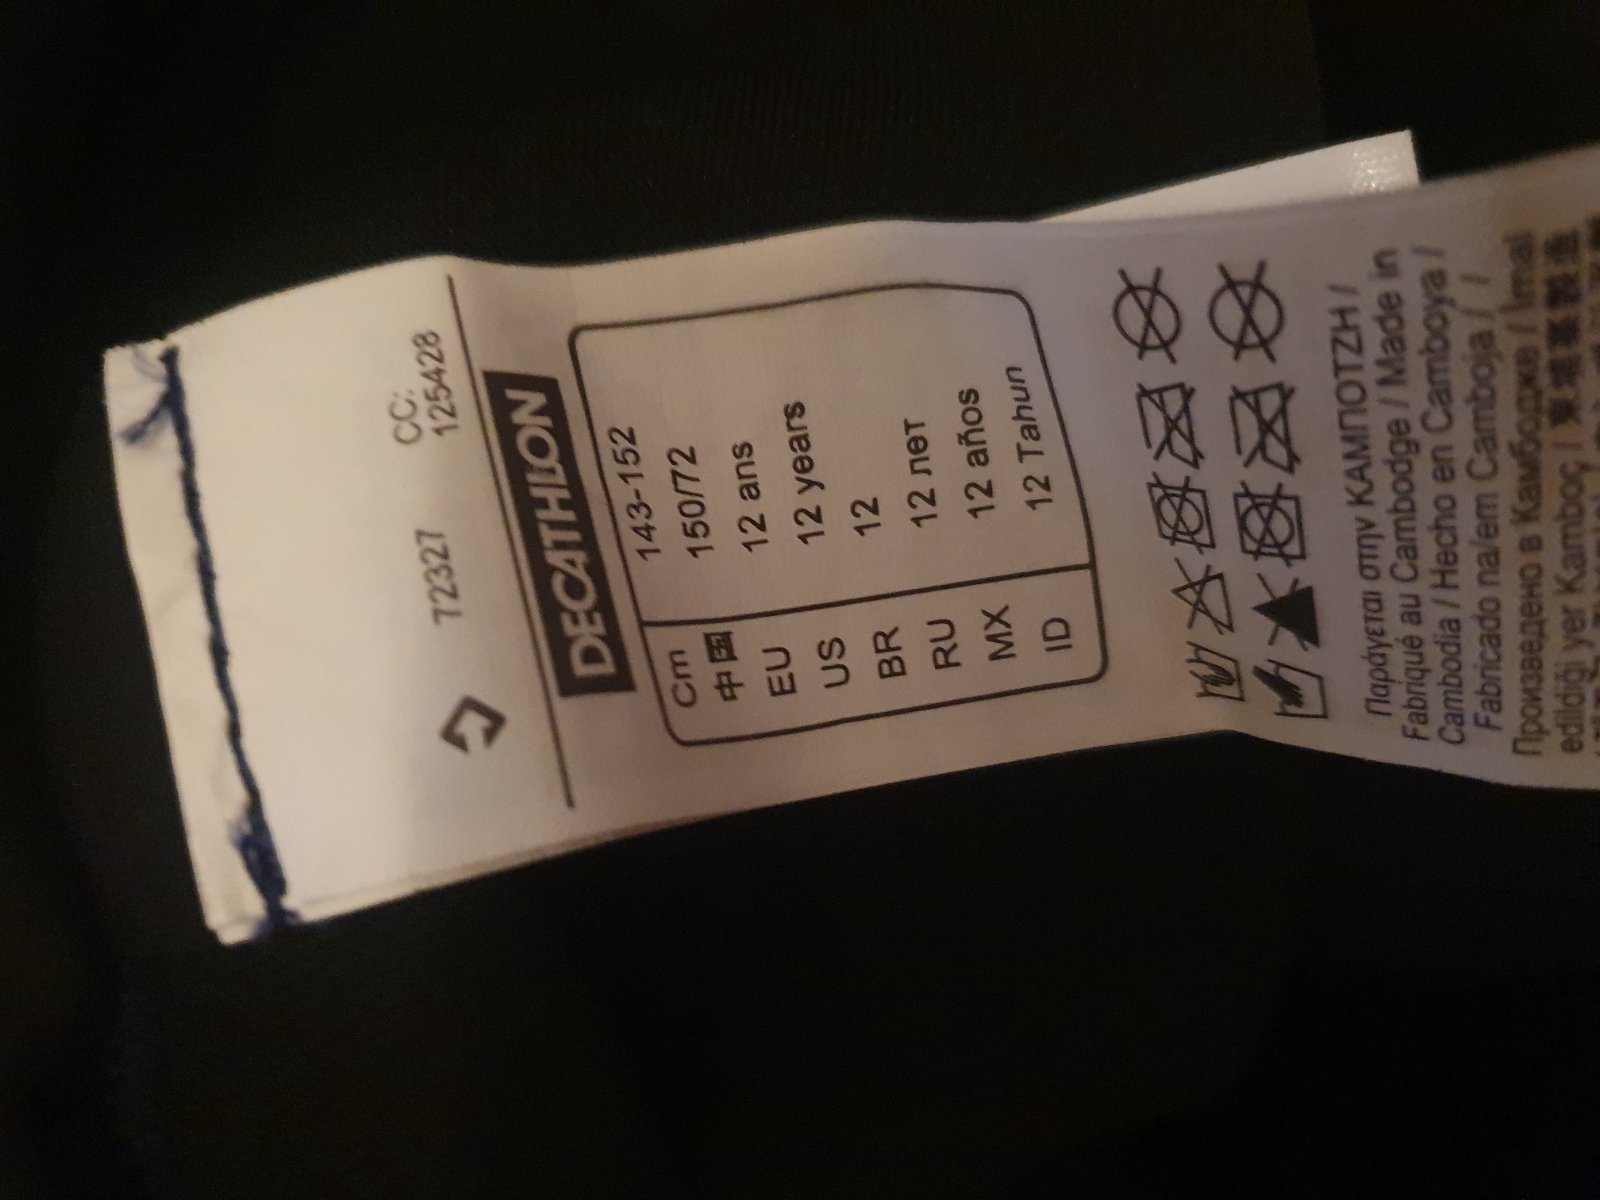 72327
CC:
125428
DECATHLON
Cm 143-152
中国 150/72
EU 12 ans
US 12 years
BR 12
RU 12 лет
MX 12 años
ID 12 Tahun
Παράγεται στην ΚΑΜΠΟΤΖΗ /
Fabriqué au Cambodge / Made in
Cambodia / Hecho en Camboya /
Fabricado na/em Camboja / /
Произведено в Камбодже / İmal
edildiği yer Kamboç /